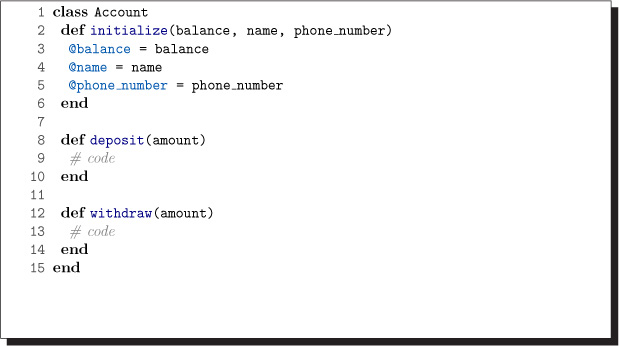 1 class Account
2 def initialize(balance, name, phone_number)
3 @balance = balance
4 @name = name
5 @phone_number = phone_number
6 end
7
8 def deposit(amount)
9 # code
10 end
11
12 def withdraw(amount)
13 # code
14 end
15 end